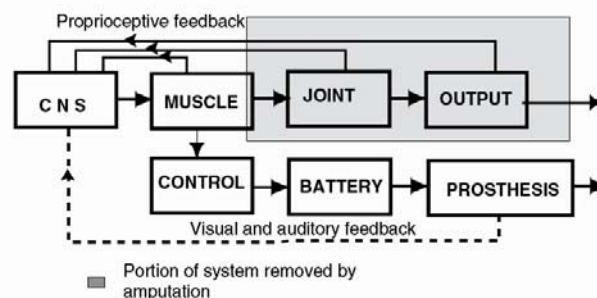 Proprioceptive feedback
C N S
MUSCLE
JOINT
OUTPUT
CONTROL
BATTERY
PROSTHESIS
Visual and auditory feedback
Portion of system removed by
amputation